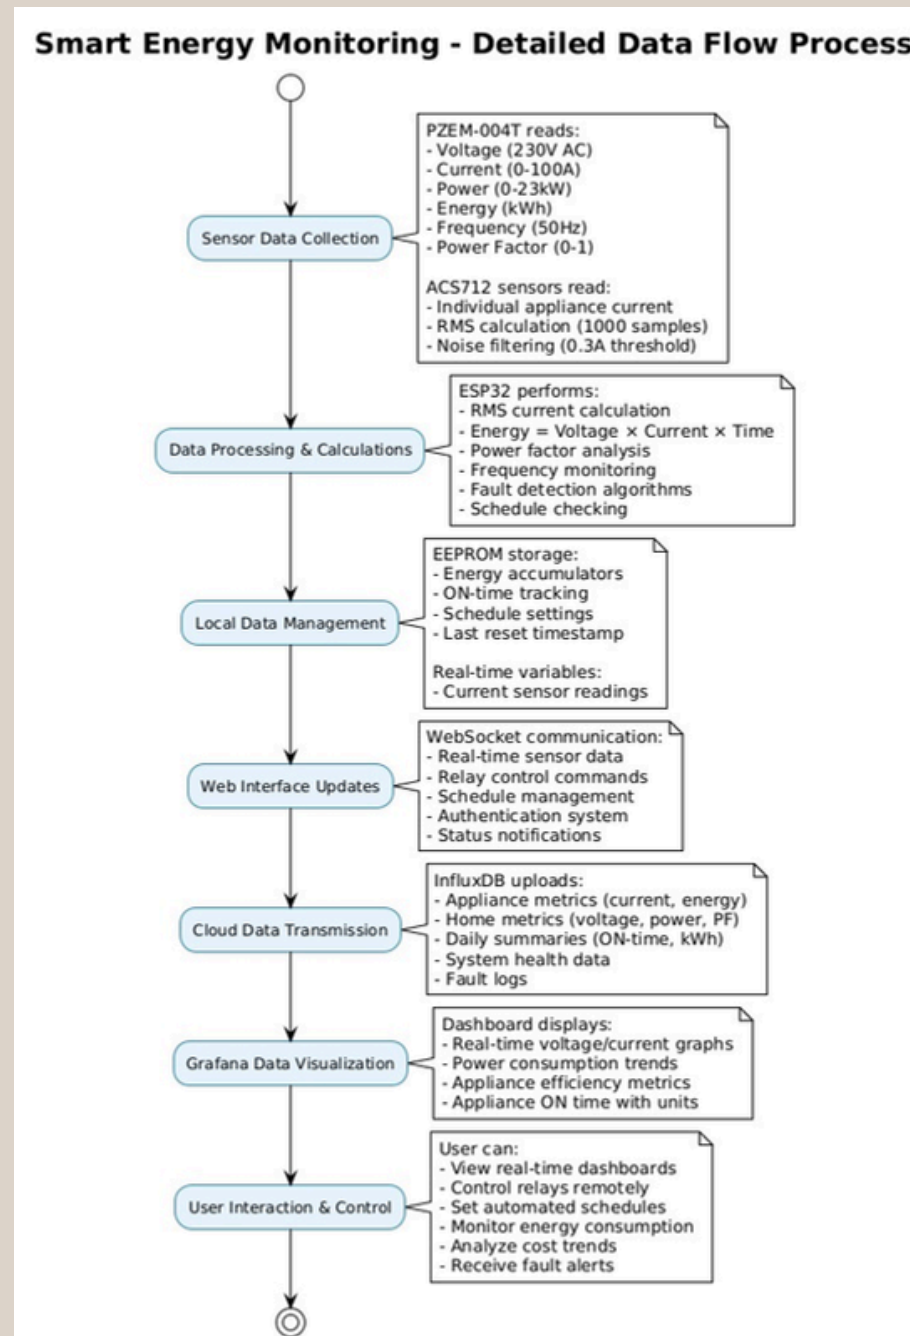 Smart Energy Monitoring - Detailed Data Flow Process
PZEM-004T reads:
- Voltage (230V AC)
- Current (0-100A)
- Power (0-23kW)
- Energy (kWh)
- Frequency (50Hz)
- Power Factor (0-1)
ACS712 sensors read:
- Individual appliance current
- RMS calculation (1000 samples)
- Noise filtering (0.3A threshold)
Sensor Data Collection
ESP32 performs:
- RMS current calculation
- Energy = Voltage × Current × Time
- Power factor analysis
- Frequency monitoring
- Fault detection algorithms
- Schedule checking
Data Processing & Calculations
EEPROM storage:
- Energy accumulators
- ON-time tracking
- Schedule settings
- Last reset timestamp
Real-time variables:
- Current sensor readings
Local Data Management
WebSocket communication:
- Real-time sensor data
- Relay control commands
- Schedule management
- Authentication system
- Status notifications
Web Interface Updates
InfluxDB uploads:
- Appliance metrics (current, energy)
- Home metrics (voltage, power, PF)
- Daily summaries (ON-time, kWh)
- System health data
- Fault logs
Cloud Data Transmission
Dashboard displays:
- Real-time voltage/current graphs
- Power consumption trends
- Appliance efficiency metrics
- Appliance ON time with units
Grafana Data Visualization
User can:
- View real-time dashboards
- Control relays remotely
- Set automated schedules
- Monitor energy consumption
- Analyze cost trends
- Receive fault alerts
User Interaction & Control